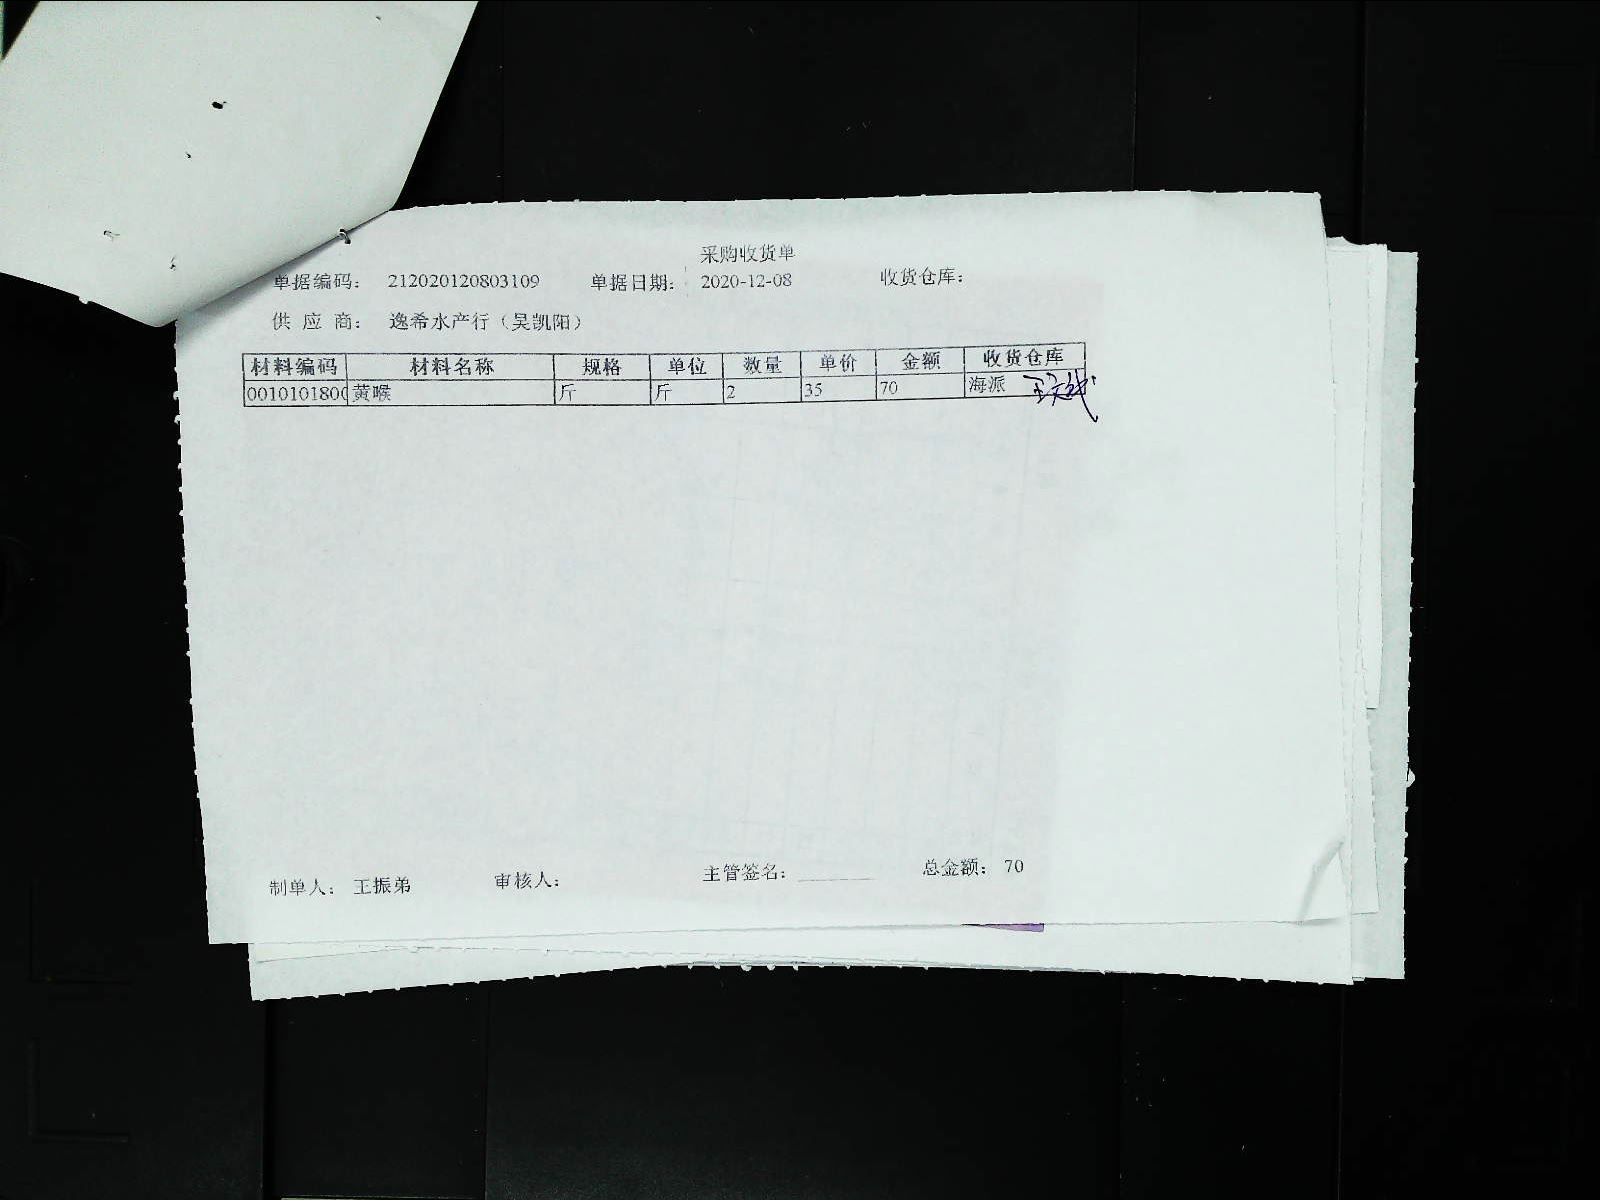 采购收货单
单据编码： 212020120803109 单据日期： 2020-12-08 收货仓库：
供应商： 逸希水产行（吴凯阳）
材料编码 材料名称 规格 单位 数量 单价 金额 收货仓库
0010101800 黄喉 斤 斤 2 35 70 海派
制单人： 王振弟 审核人： 主管签名： 总金额： 70